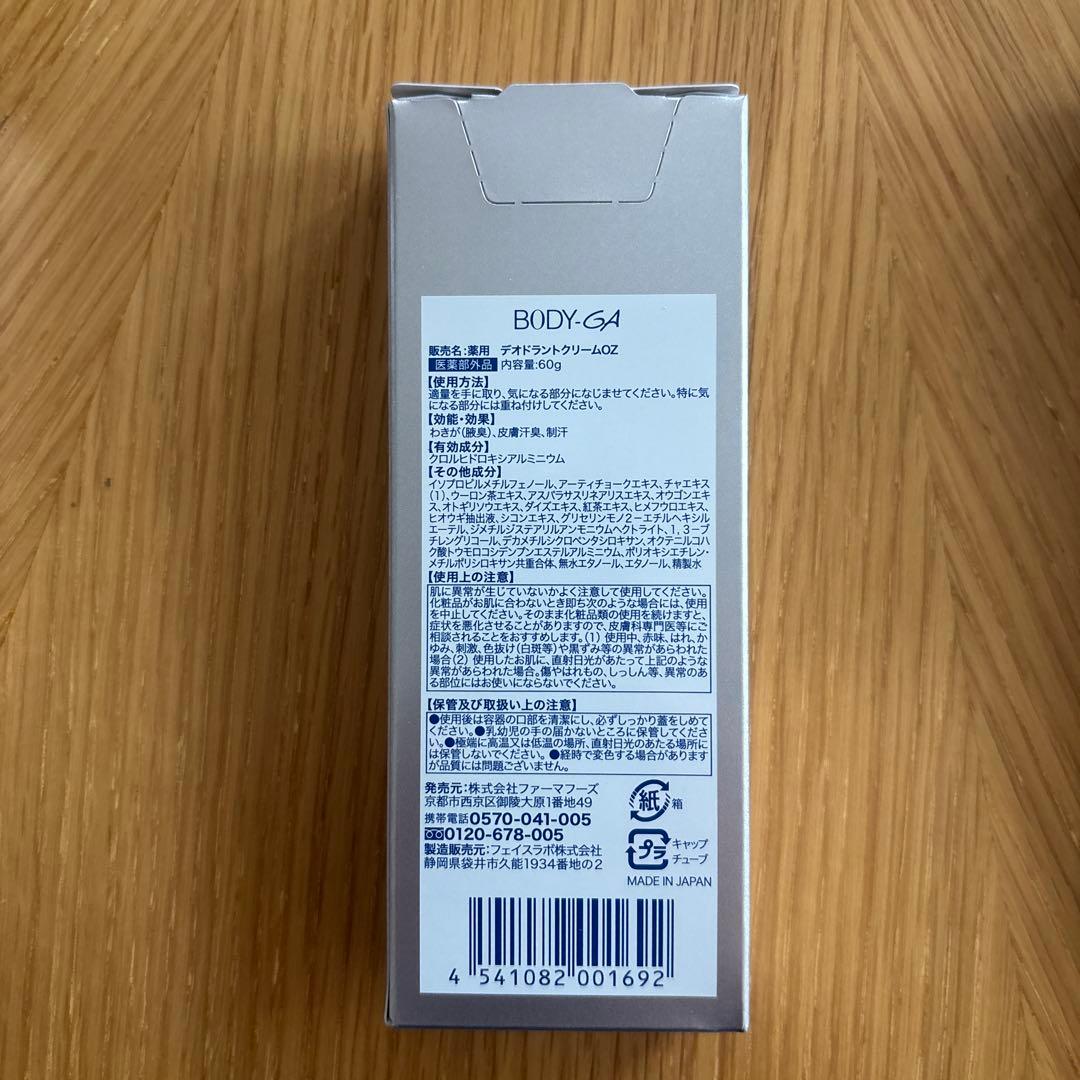 BODY-GA
販売名:薬用 デオドラントクリームOZ
医薬部外品 内容量:60g
【使用方法】
適量を手に取り、気になる部分になじませてください。特に気
になる部分には重ね付けしてください。
【効能・効果】
わきが(腋臭)、皮膚汗臭、制汗
【有効成分】
クロルヒドロキシアルミニウム
【その他成分】
イソプロピルメチルフェノール、アーティチョークエキス、チャエキス
(1)、ウーロン茶エキス、アスパラサスリネアリスエキス、オウゴンエキ
ス、オトギリソウエキス、ダイズエキス、紅茶エキス、ヒメフウロエキス、
ヒオウギ抽出液、シコンエキス、グリセリンモノ2-エチルヘキシル
エーテル、ジメチルジステアリルアンモニウムヘクトライト、1,3-ブ
チレングリコール、デカメチルシクロペンタシロキサン、オクテニルコハ
ク酸トウモロコシデンプンエステルアルミニウム、ポリオキシエチレン・
メチルポリシロキサン共重合体、無水エタノール、エタノール、精製水
【使用上の注意】
肌に異常が生じていないかよく注意して使用してください。
化粧品がお肌に合わないとき即ち次のような場合には、使用
を中止してください。そのまま化粧品類の使用を続けますと、
症状を悪化させることがありますので、皮膚科専門医等にご
相談されることをおすすめします。(1) 使用中、赤味、はれ、か
ゆみ、刺激、色抜け(白斑等)や黒ずみ等の異常があらわれた
場合(2) 使用したお肌に、直射日光があたって上記のような
異常があらわれた場合。傷やはれもの、しっしん等、異常のあ
る部位にはお使いにならないでください。
【保管及び取扱い上の注意】
●使用後は容器の口部を清潔にし、必ずしっかり蓋をしめて
ください。●乳幼児の手の届かないところに保管してくださ
い。●極端に高温又は低温の場所、直射日光のあたる場所に
は保管しないでください。●経時で変色する場合があります
が品質には問題ございません。
発売元:株式会社ファーマフーズ
京都市西京区御陵大原1番地49
携帯電話0570-041-005
0120-678-005
製造販売元:フェイスラボ株式会社
静岡県袋井市久能1934番地の2
紙 箱
プラ キャップ
チューブ
MADE IN JAPAN
4 541082 001692